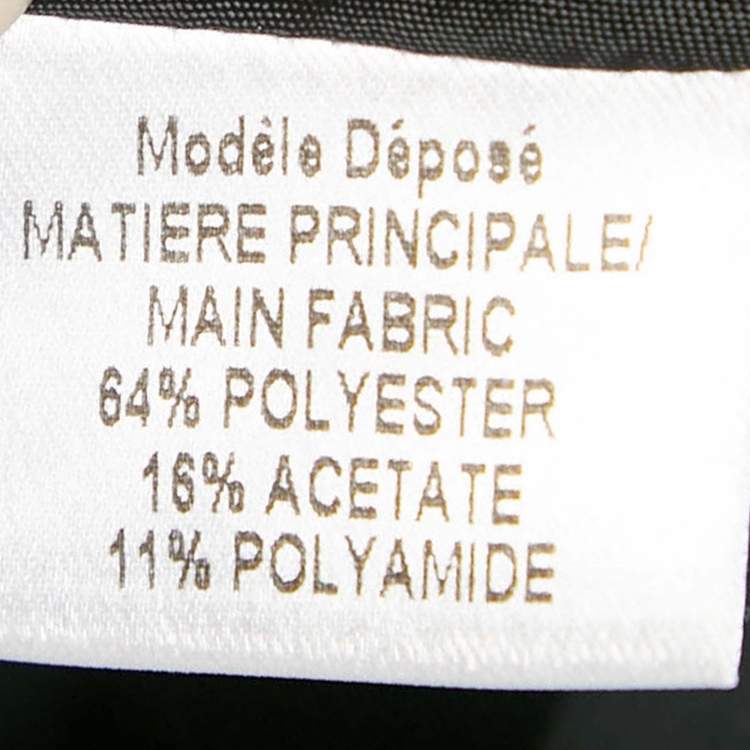 Modèle Déposé
MATIERE PRINCIPALE/
MAIN FABRIC
64% POLYESTER
16% ACETATE
11% POLYAMIDE